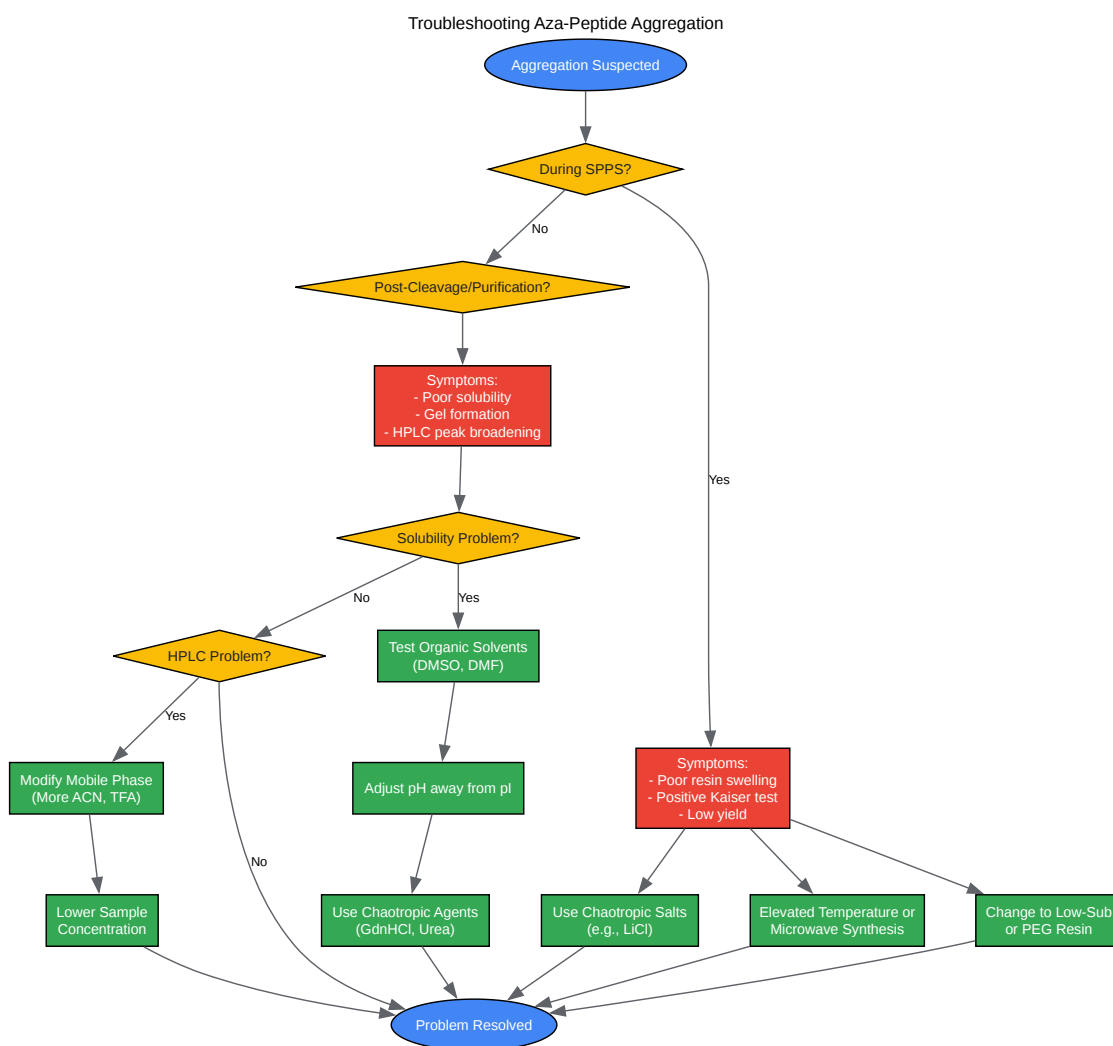 Troubleshooting Aza-Peptide Aggregation
Aggregation Suspected
During SPPS?
No
Post-Cleavage/Purification?
Symptoms:
- Poor solubility
- Gel formation
- HPLC peak broadening
Yes
Solubility Problem?
No
Yes
HPLC Problem?
Test Organic Solvents
(DMSO, DMF)
Yes
Modify Mobile Phase
(More ACN, TFA)
Adjust pH away from pI
Symptoms:
- Poor resin swelling
- Positive Kaiser test
- Low yield
No
Lower Sample
Concentration
Use Chaotropic Agents
(GdnHCl, Urea)
Use Chaotropic Salts
(e.g., LiCl)
Elevated Temperature or
Microwave Synthesis
Change to Low-Sub
or PEG Resin
Problem Resolved